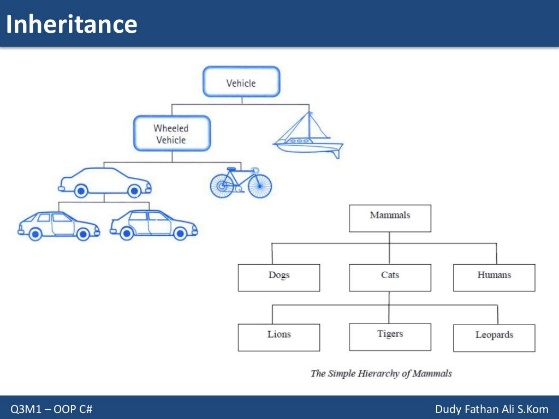 Inheritance
Vehicle
Wheeled
Vehicle
Mammals
Dogs
Cats
Humans
Lions
Tigers
Leopards
The Simple Hierarchy of Mammals
Q3M1 – OOP C#
Dudy Fathan Ali S.Kom